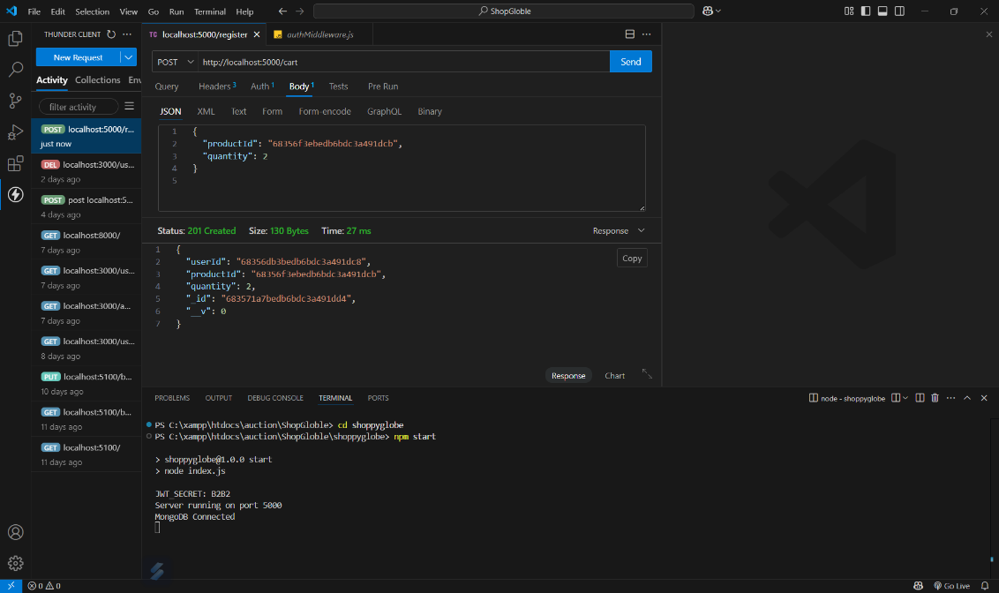 File Edit Selection View Go Run Terminal Help
ShopGloble
THUNDER CLIENT
New Request
Activity Collections Env
filter activity
POST localhost:5000/r...
just now
DEL localhost:3000/us...
2 days ago
POST post localhost:5...
4 days ago
GET localhost:8000/
7 days ago
GET localhost:3000/us...
7 days ago
GET localhost:3000/a...
7 days ago
GET localhost:3000/us...
8 days ago
PUT localhost:5100/b...
10 days ago
GET localhost:5100/b...
11 days ago
GET localhost:5100/
11 days ago
TC localhost:5000/register
JS authMiddleware.js
POST http://localhost:5000/cart Send
Query Headers 3 Auth 1 Body 1 Tests Pre Run
JSON XML Text Form Form-encode GraphQL Binary
1 {
2 "productId": "68356f3ebedb6bdc3a491dcb",
3 "quantity": 2
4 }
5
Status: 201 Created Size: 130 Bytes Time: 27 ms Response
Copy
1 {
2 "userId": "68356db3bedb6bdc3a491dc8",
3 "productId": "68356f3ebedb6bdc3a491dcb",
4 "quantity": 2,
5 "_id": "683571a7bedb6bdc3a491dd4",
6 "__v": 0
7 }
Response Chart
PROBLEMS OUTPUT DEBUG CONSOLE TERMINAL PORTS
node - shoppyglobe
PS C:\xampp\htdocs\auction\ShopGloble> cd shoppyglobe
PS C:\xampp\htdocs\auction\ShopGloble\shoppyglobe> npm start
> shoppyglobe@1.0.0 start
> node index.js
JWT_SECRET: B2B2
Server running on port 5000
MongoDB Connected
0 0
Go Live